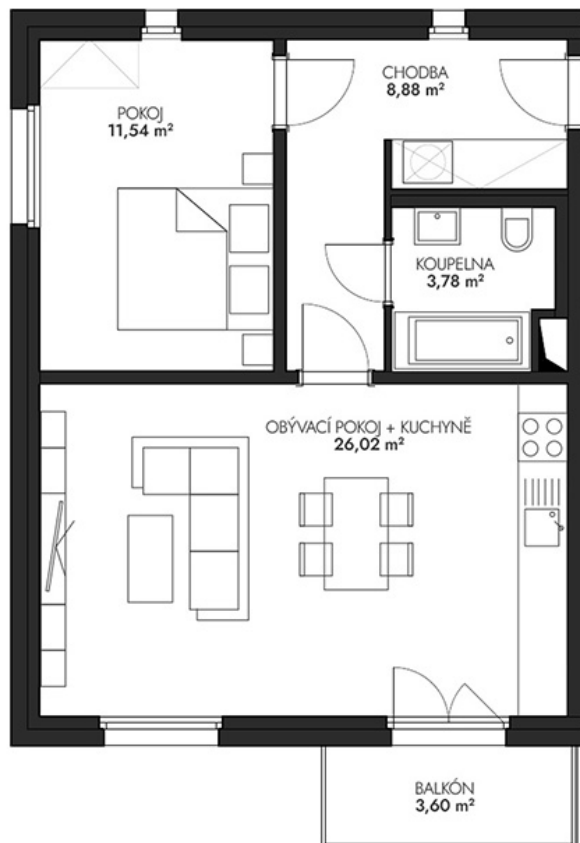 CHODBA
8,88 m²
POKOJ
11,54 m²
KOUPELNA
3,78 m²
OBÝVACÍ POKOJ + KUCHYNĚ
26,02 m²
BALKÓN
3,60 m²